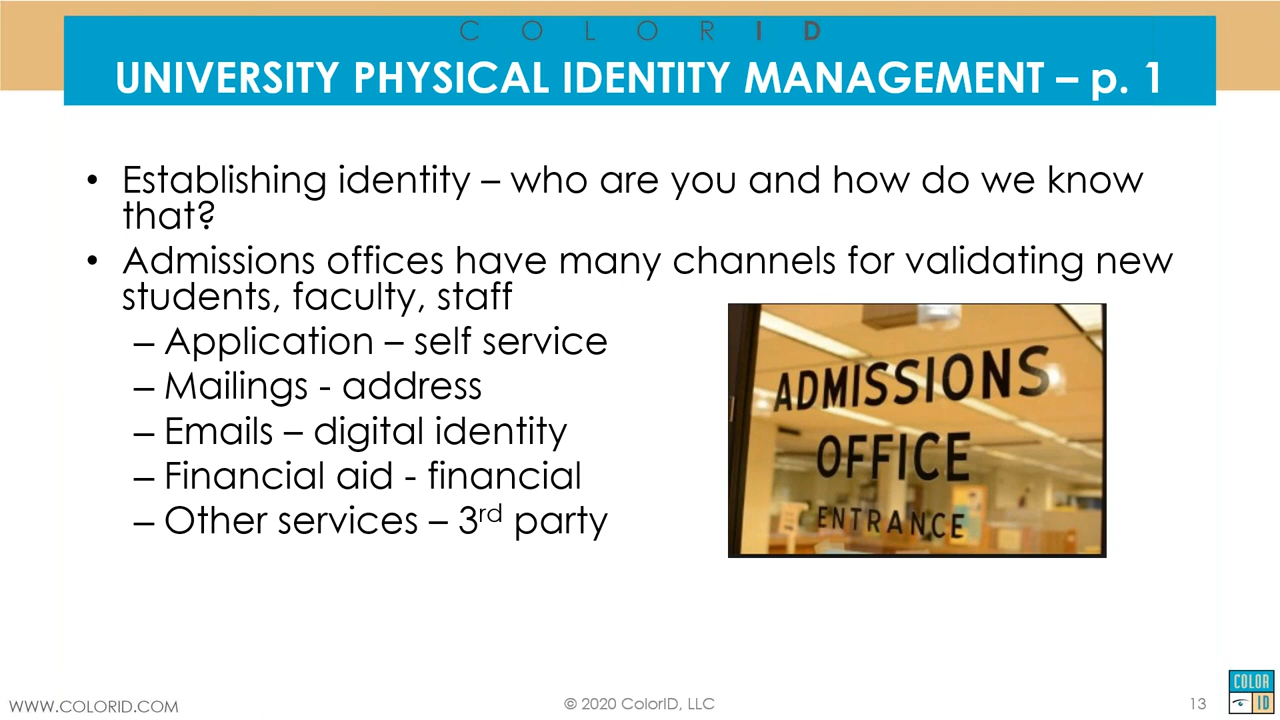 C O L O R I D
UNIVERSITY PHYSICAL IDENTITY MANAGEMENT – p. 1
• Establishing identity – who are you and how do we know
that?
• Admissions offices have many channels for validating new
students, faculty, staff
– Application – self service
– Mailings - address
– Emails – digital identity
– Financial aid - financial
– Other services – 3rd party
ADMISSIONS
OFFICE
ENTRANCE
WWW.COLORID.COM
© 2020 ColorID, LLC
13
COLOR
ID